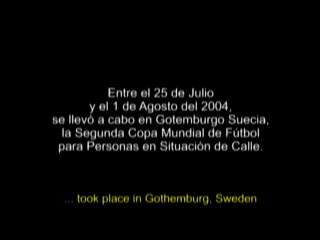 Entre el 25 de Julio
y el 1 de Agosto del 2004,
se llevó a cabo en Gotemburgo Suecia,
la Segunda Copa Mundial de Fútbol
para Personas en Situación de Calle.
... took place in Gothemburg, Sweden